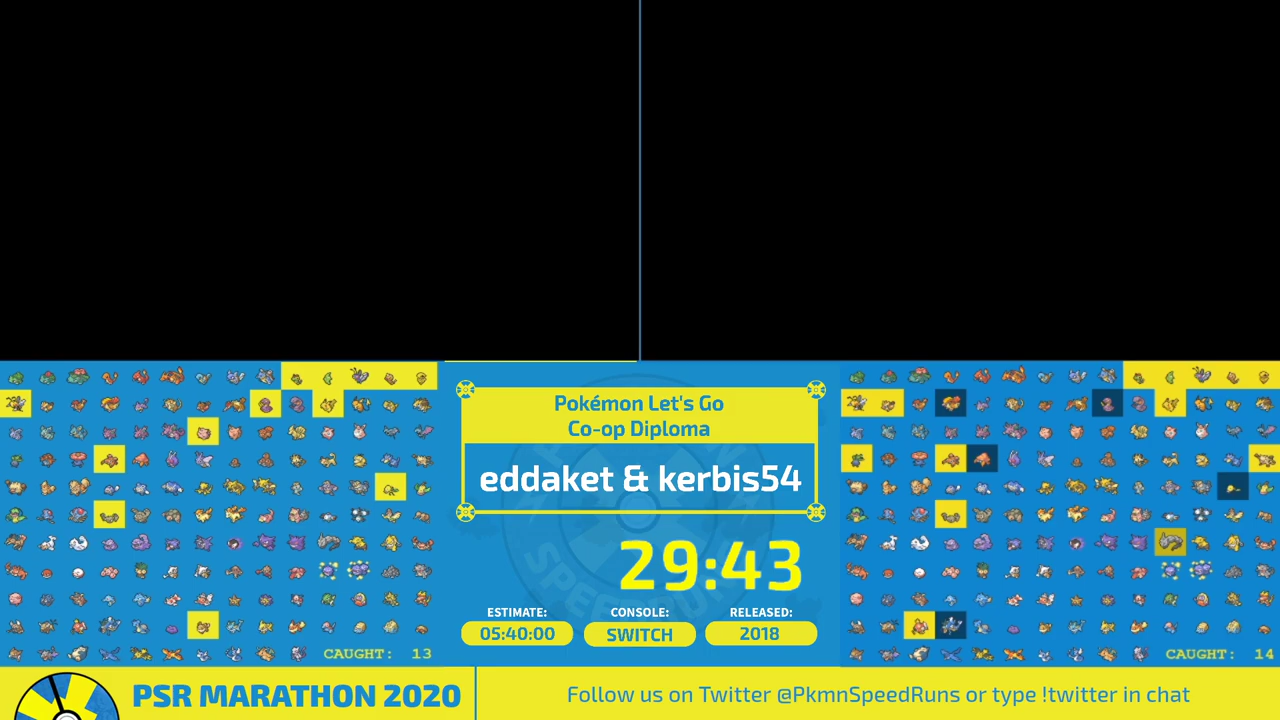 Pokémon Let's Go
Co-op Diploma
eddaket & kerbis54
29:43
ESTIMATE:
CONSOLE:
RELEASED:
05:40:00
SWITCH
2018
CAUGHT: 13
CAUGHT: 14
PSR MARATHON 2020
Follow us on Twitter @PkmnSpeedRuns or type !twitter in chat